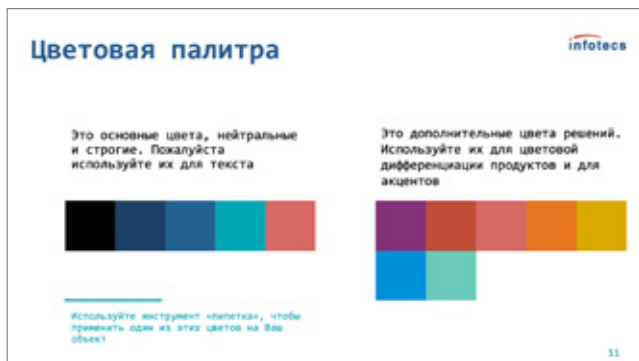 Цветовая палитра
infotecs
Это основные цвета, нейтральные
и строгие. Пожалуйста
используйте их для текста
Это дополнительные цвета решений.
Используйте их для цветовой
дифференциации продуктов и для
акцентов
Используйте инструмент «пипетка», чтобы
применить один из этих цветов на Ваш
объект
11